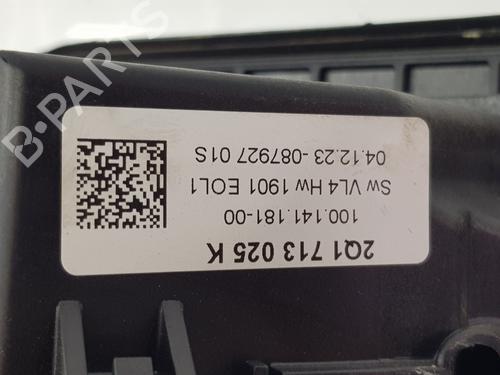 2Q1 713 025 K
100.141.181-00
Sw VL4 Hw 1901 EOL1
04.12.23 -087927 01S
B-PARTS